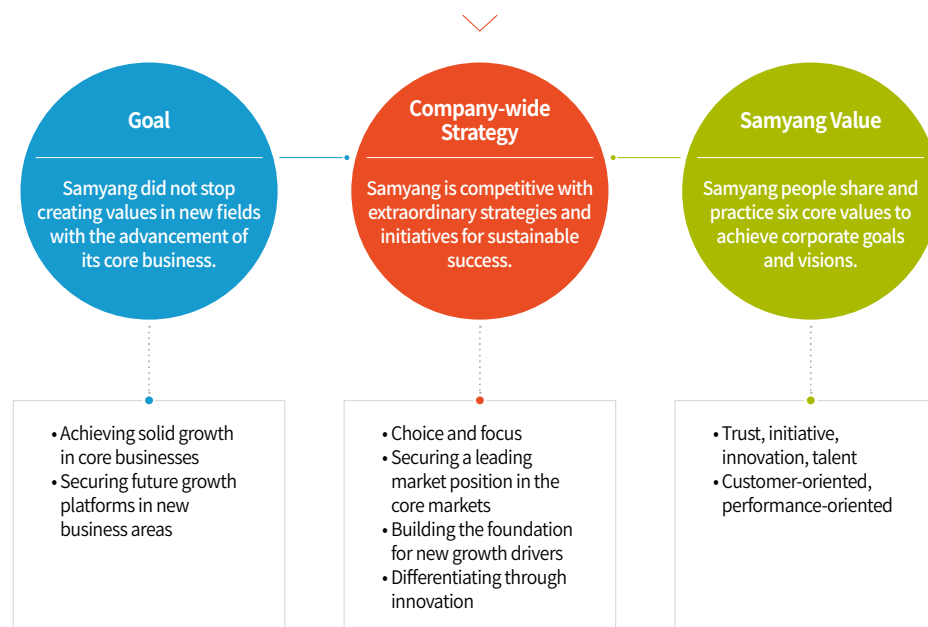 Goal
Samyang did not stop
creating values in new fields
with the advancement of
its core business.
Company-wide
Strategy
Samyang is competitive with
extraordinary strategies and
initiatives for sustainable
success.
Samyang Value
Samyang people share and
practice six core values to
achieve corporate goals
and visions.
• Achieving solid growth
in core businesses
• Securing future growth
platforms in new
business areas
• Choice and focus
• Securing a leading
market position in the
core markets
• Building the foundation
for new growth drivers
• Differentiating through
innovation
• Trust, initiative,
innovation, talent
• Customer-oriented,
performance-oriented